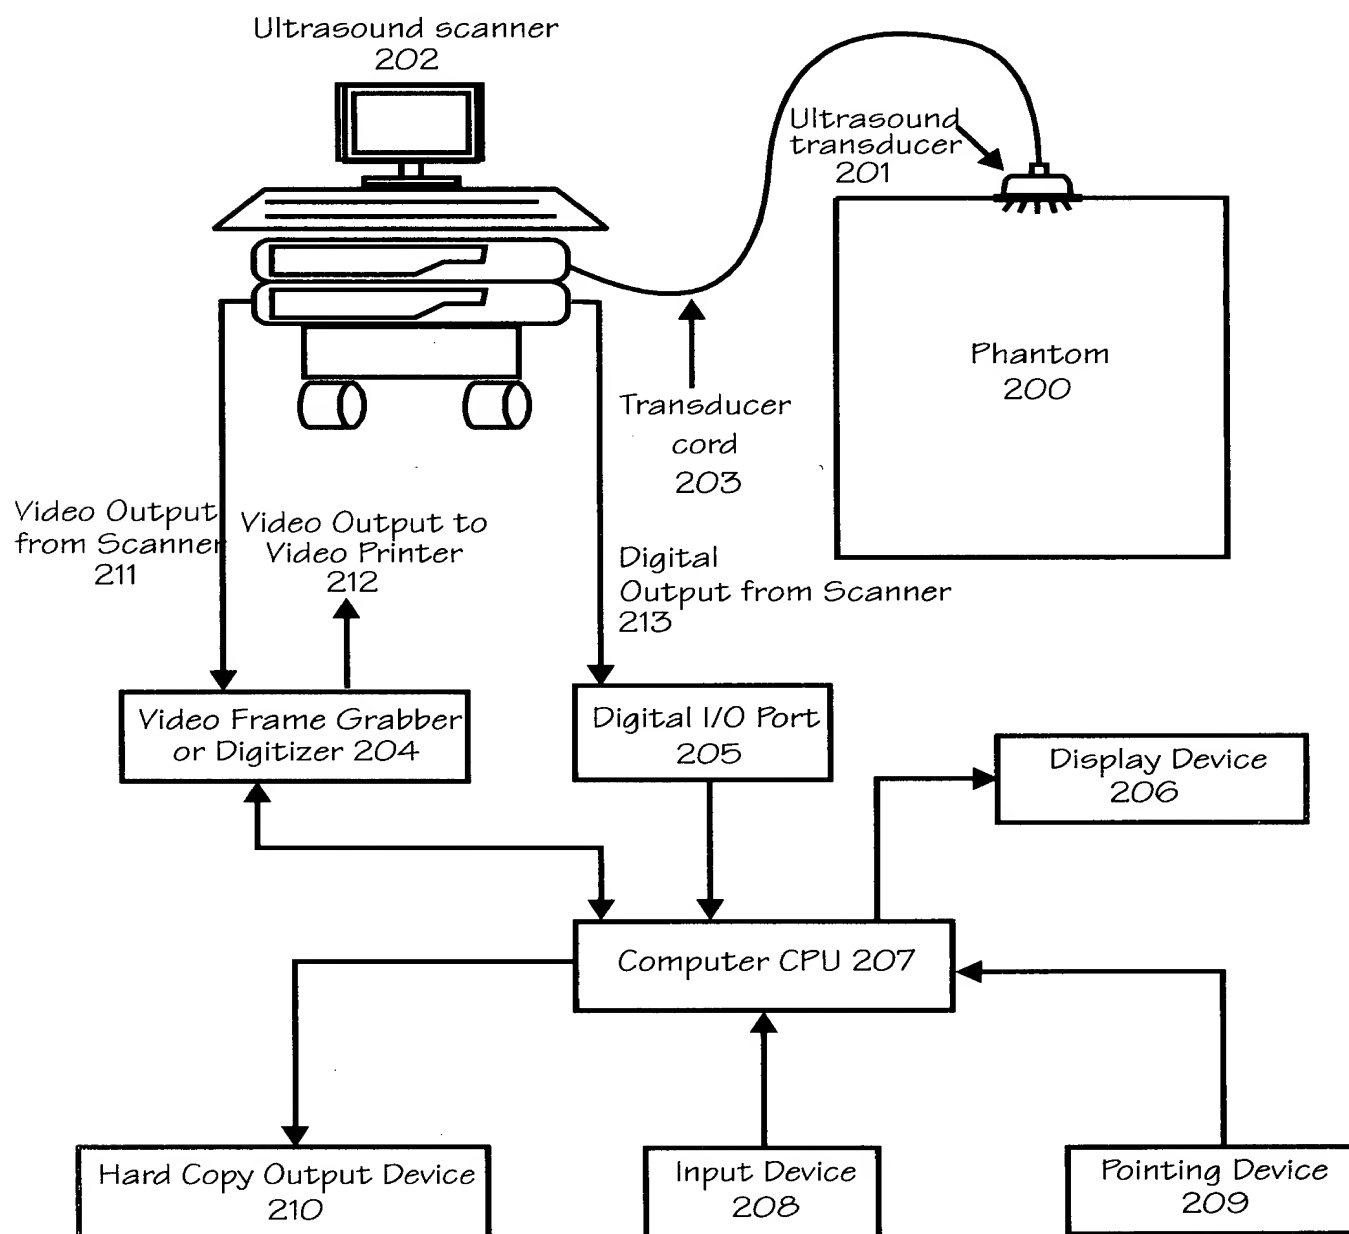 Ultrasound scanner
202
Ultrasound
transducer
201
Phantom
200
Transducer
cord
203
Video Output
from Scanner
211
Video Output to
Video Printer
212
Digital
Output from Scanner
213
Video Frame Grabber
or Digitizer 204
Digital I/O Port
205
Display Device
206
Computer CPU 207
Hard Copy Output Device
210
Input Device
208
Pointing Device
209